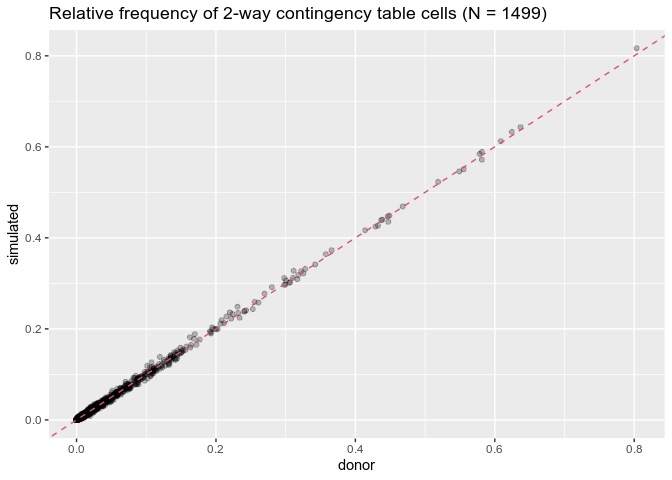 Relative frequency of 2-way contingency table cells (N = 1499)
0.8
0.6
0.4
0.2
0.0
simulated
0.0 0.2 0.4 0.6 0.8
donor